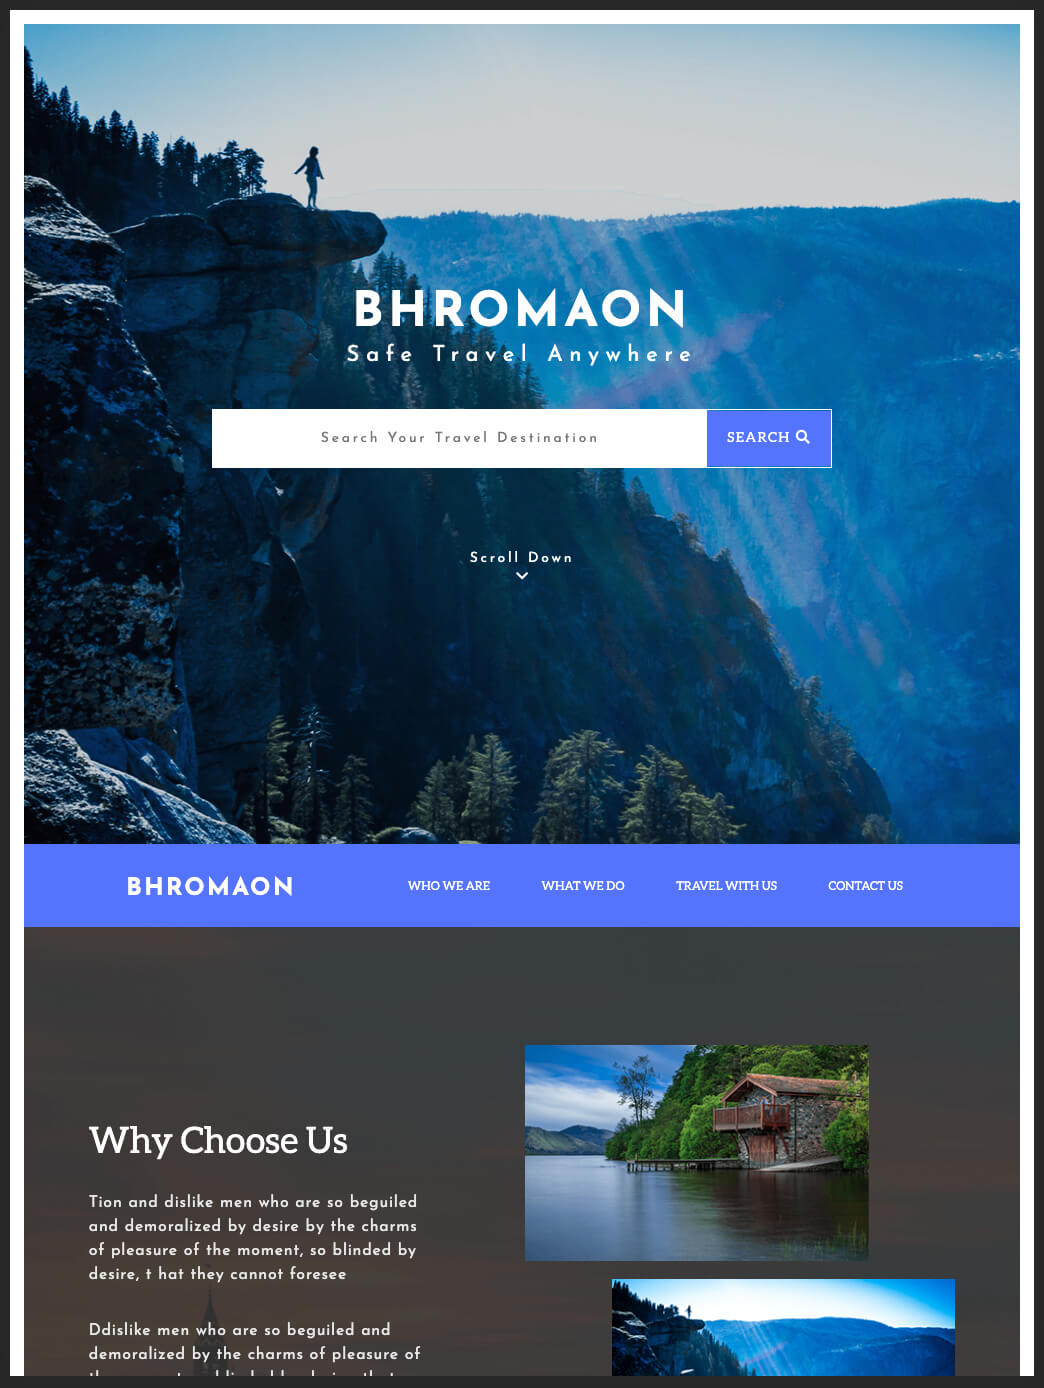 BHROMAON
Safe Travel Anywhere
Search Your Travel Destination
SEARCH
Scroll Down
BHROMAON
WHO WE ARE
WHAT WE DO
TRAVEL WITH US
CONTACT US
Why Choose Us
Tion and dislike men who are so beguiled
and demoralized by desire by the charms
of pleasure of the moment, so blinded by
desire, t hat they cannot foresee
Ddislike men who are so beguiled and
demoralized by the charms of pleasure of